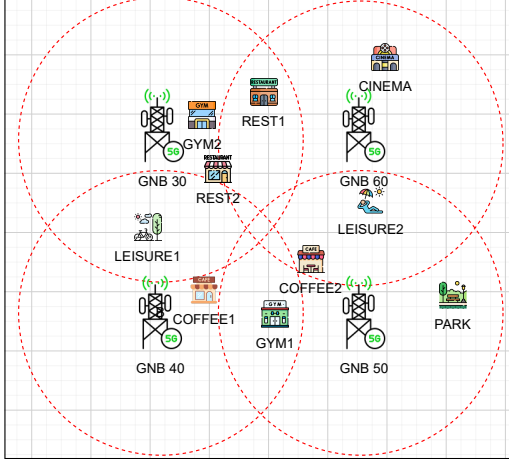 CINEMA
RESTAURANT
REST1
GYM
GYM2
5G
GNB 30
5G
GNB 60
RESTAURANT
REST2
LEISURE1
LEISURE2
CAFE
COFFEE2
CAFE
COFFEE1
GYM
GYM1
PARK
5G
GNB 40
5G
GNB 50